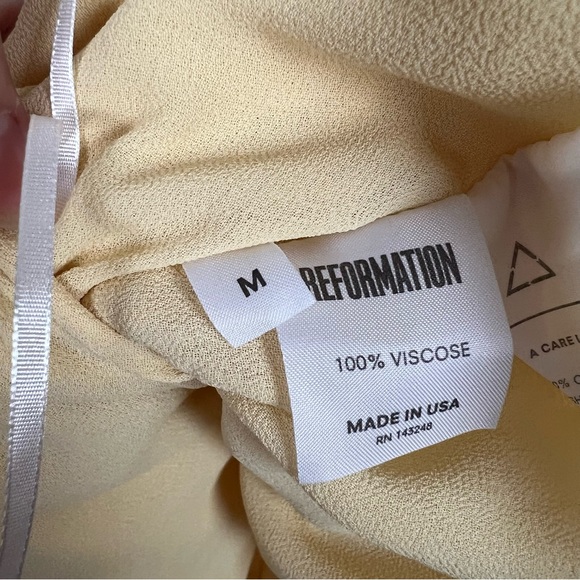 M
REFORMATION
100% VISCOSE
MADE IN USA
RN 143248
A CARE